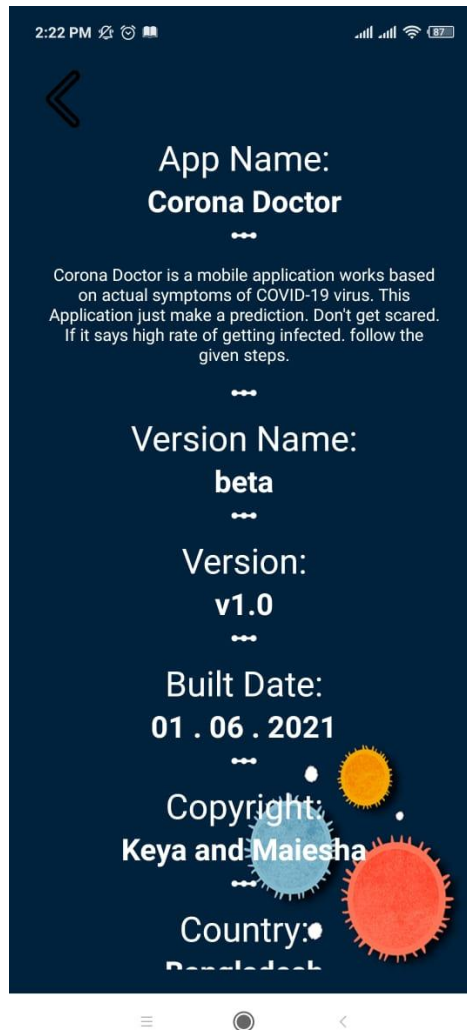 2:22 PM
87
App Name:
Corona Doctor
Corona Doctor is a mobile application works based
on actual symptoms of COVID-19 virus. This
Application just make a prediction. Don't get scared.
If it says high rate of getting infected. follow the
given steps.
Version Name:
beta
Version:
v1.0
Built Date:
01 . 06 . 2021
Copyright:
Keya and Maiesha
Country:
Bangladesh